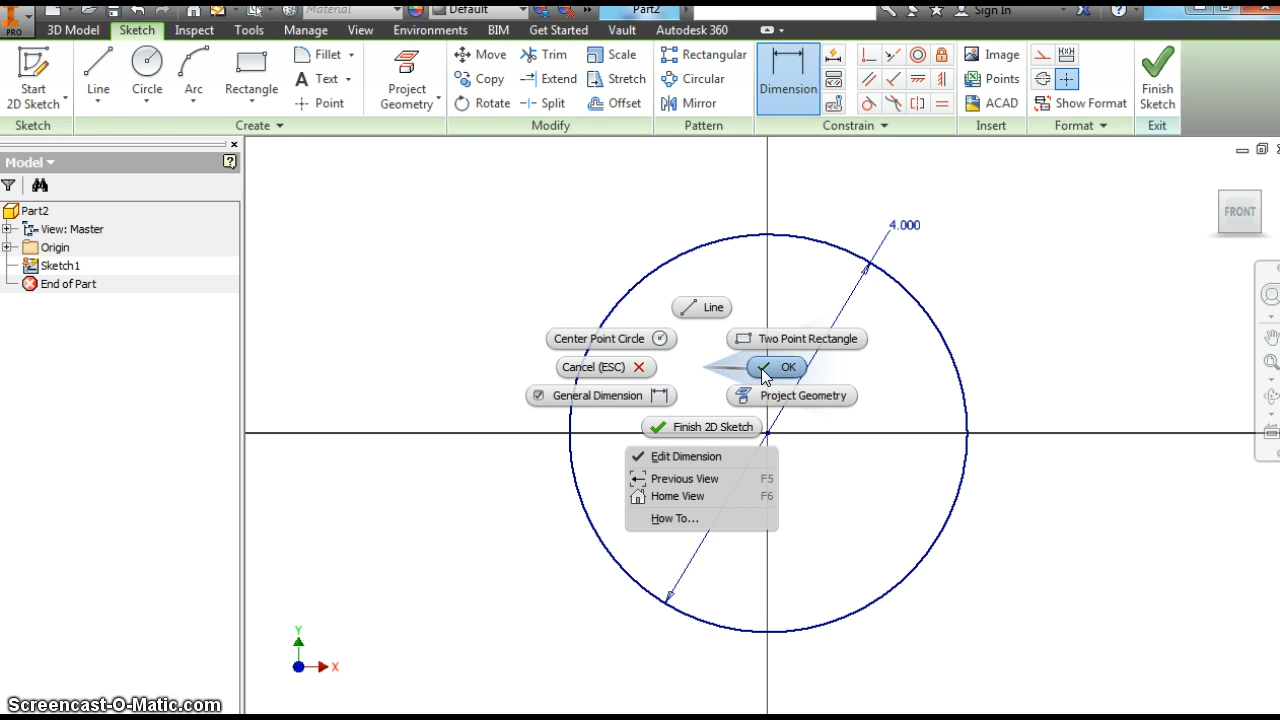 PRO
Material
Default
Part2
Sign In
3D Model Sketch Inspect Tools Manage View Environments BIM Get Started Vault Autodesk 360
Start
2D Sketch
Line
Circle
Arc
Rectangle
Fillet
Text
Point
Project
Geometry
Move
Copy
Rotate
Trim
Extend
Split
Scale
Stretch
Offset
Rectangular
Circular
Mirror
Dimension
Image
Points
ACAD
Show Format
Finish
Sketch
Sketch Create Modify Pattern Constrain Insert Format Exit
Model
Part2
View: Master
Origin
Sketch1
End of Part
FRONT
4.000
Line
Center Point Circle
Two Point Rectangle
Cancel (ESC)
OK
General Dimension
Project Geometry
Finish 2D Sketch
Edit Dimension
Previous View F5
Home View F6
How To...
Y
X
Screencast-O-Matic.com